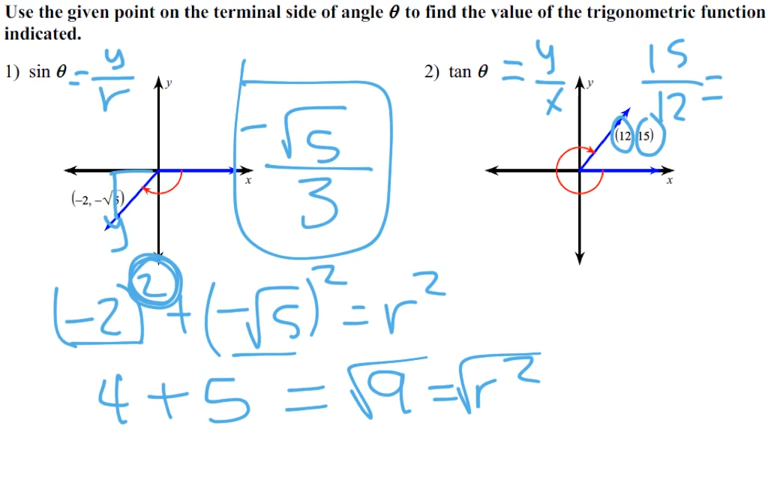 Use the given point on the terminal side of angle θ to find the value of the trigonometric function
indicated.
1) sin θ = y/r
2) tan θ = y/x
15/12 =
y
-√5/3
(12, 15)
x
x
(-2, -√5)
y
(-2)² + (-√5)² = r²
4 + 5 = √9 = √r²